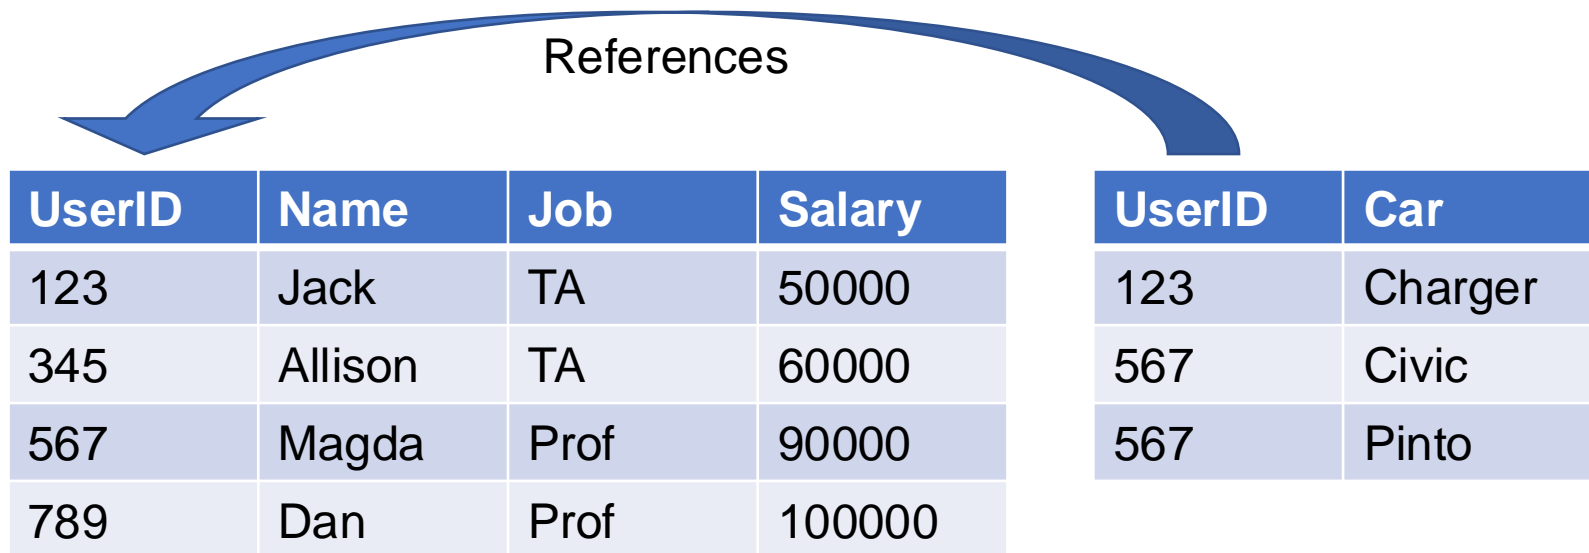 References
UserID Name Job Salary
123 Jack TA 50000
345 Allison TA 60000
567 Magda Prof 90000
789 Dan Prof 100000
UserID Car
123 Charger
567 Civic
567 Pinto